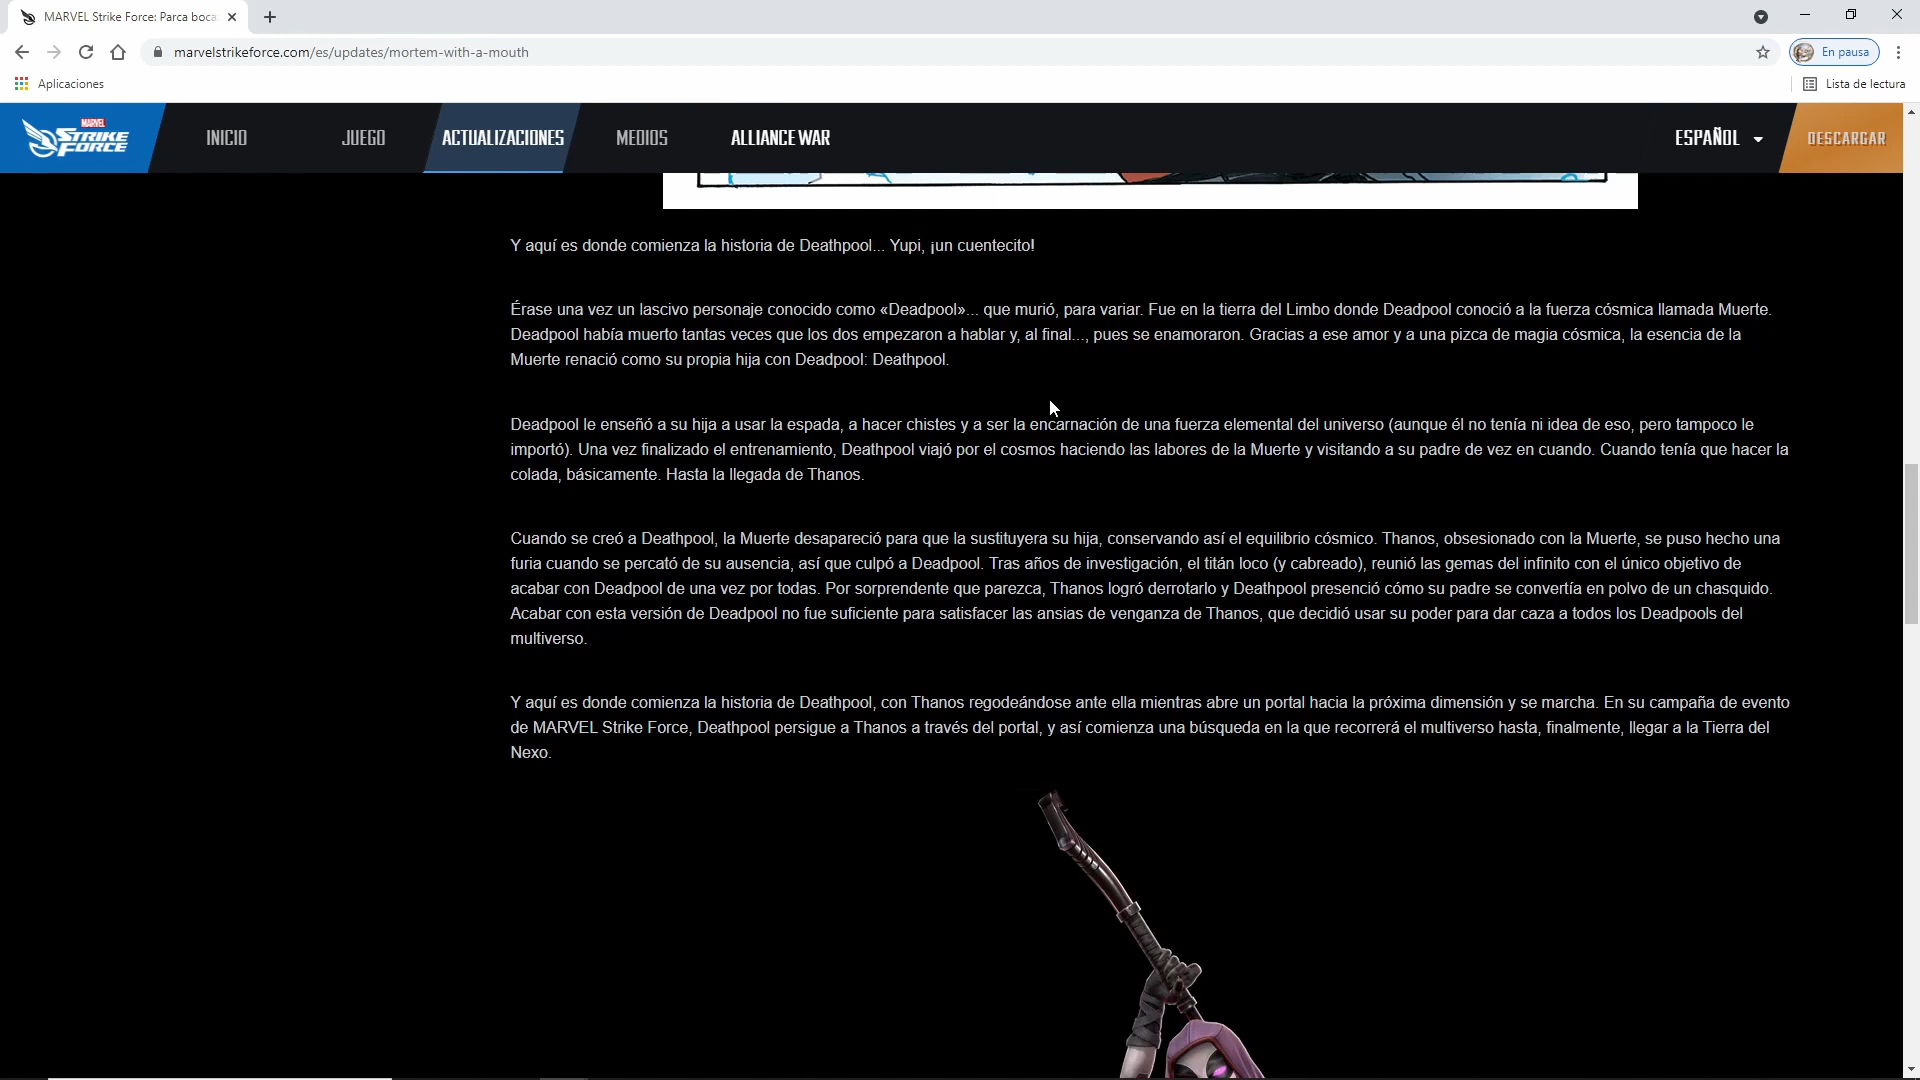 MARVEL Strike Force: Parca boca
marvelstrikeforce.com/es/updates/mortem-with-a-mouth
En pausa
Aplicaciones
Lista de lectura
MARVEL
STRIKE
FORCE
INICIO
JUEGO
ACTUALIZACIONES
MEDIOS
ALLIANCE WAR
ESPAÑOL
DESCARGAR
Y aquí es donde comienza la historia de Deathpool... Yupi, ¡un cuentecito!
Érase una vez un lascivo personaje conocido como «Deadpool»... que murió, para variar. Fue en la tierra del Limbo donde Deadpool conoció a la fuerza cósmica llamada Muerte.
Deadpool había muerto tantas veces que los dos empezaron a hablar y, al final..., pues se enamoraron. Gracias a ese amor y a una pizca de magia cósmica, la esencia de la
Muerte renació como su propia hija con Deadpool: Deathpool.
Deadpool le enseñó a su hija a usar la espada, a hacer chistes y a ser la encarnación de una fuerza elemental del universo (aunque él no tenía ni idea de eso, pero tampoco le
importó). Una vez finalizado el entrenamiento, Deathpool viajó por el cosmos haciendo las labores de la Muerte y visitando a su padre de vez en cuando. Cuando tenía que hacer la
colada, básicamente. Hasta la llegada de Thanos.
Cuando se creó a Deathpool, la Muerte desapareció para que la sustituyera su hija, conservando así el equilibrio cósmico. Thanos, obsesionado con la Muerte, se puso hecho una
furia cuando se percató de su ausencia, así que culpó a Deadpool. Tras años de investigación, el titán loco (y cabreado), reunió las gemas del infinito con el único objetivo de
acabar con Deadpool de una vez por todas. Por sorprendente que parezca, Thanos logró derrotarlo y Deathpool presenció cómo su padre se convertía en polvo de un chasquido.
Acabar con esta versión de Deadpool no fue suficiente para satisfacer las ansias de venganza de Thanos, que decidió usar su poder para dar caza a todos los Deadpools del
multiverso.
Y aquí es donde comienza la historia de Deathpool, con Thanos regodeándose ante ella mientras abre un portal hacia la próxima dimensión y se marcha. En su campaña de evento
de MARVEL Strike Force, Deathpool persigue a Thanos a través del portal, y así comienza una búsqueda en la que recorrerá el multiverso hasta, finalmente, llegar a la Tierra del
Nexo.